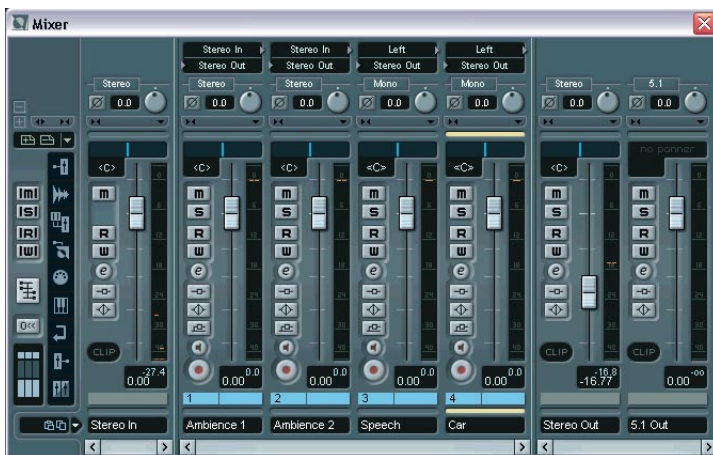 Mixer
Stereo In Stereo In Left Left
Stereo Out Stereo Out Stereo Out Stereo Out
Stereo Stereo Stereo Mono Mono Stereo 5.1
0.0 0.0 0.0 0.0 0.0 0.0 0.0
no panner
<C> <C> <C> <C> <C> <C>
m m m m m m m
S S S S S S
R R R R R R R
W W W W W W W
e e e e e e e
CLIP CLIP CLIP
-27.4 0.0 0.0 0.0 0.0 -16.8 -oo
0.00 0.00 0.00 0.00 0.00 -16.77 0.00
1 2 3 4
Stereo In Ambience 1 Ambience 2 Speech Car Stereo Out 5.1 Out